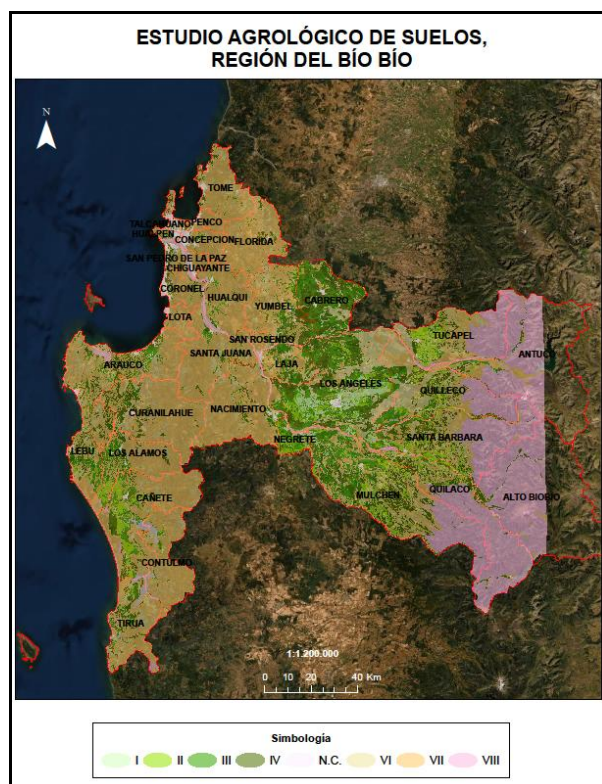 ESTUDIO AGROLÓGICO DE SUELOS,
REGIÓN DEL BÍO BÍO
N
TOME
TALCAHUANO
PENCO
HUALPEN
CONCEPCION
FLORIDA
SAN PEDRO DE LA PAZ
CHIGUAYANTE
CORONEL
HUALQUI
YUMBEL
CABRERO
LOTA
TUCAPEL
ANTUCO
SAN ROSENDO
SANTA JUANA
LAJA
ARAUCO
LOS ANGELES
QUILLECO
CURANILAHUE
NACIMIENTO
NEGRETE
SANTA BARBARA
LEBU
LOS ALAMOS
CAÑETE
MULCHEN
QUILACO
ALTO BIOBIO
CONTULMO
TIRUA
1:1.200.000
0 10 20 40 Km
Simbología
I II III IV N.C. VI VII VIII